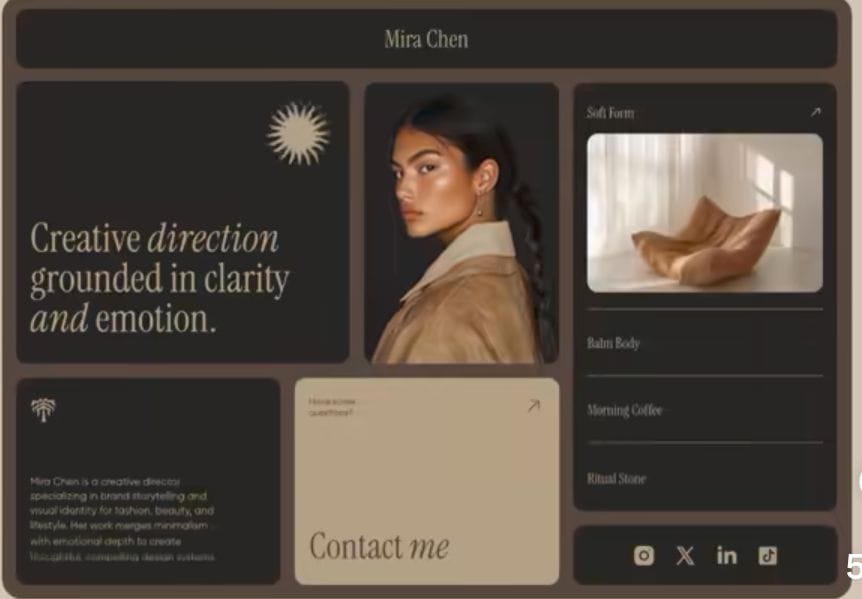 Mira Chen
Creative direction
grounded in clarity
and emotion.
Soft Form
Balm Body
Morning Coffee
Ritual Stone
Mira Chen is a creative director
specializing in brand storytelling and
visual identity for fashion, beauty, and
lifestyle. Her work merges minimalism
with emotional depth to create
thoughtful, compelling design systems
Have some
questions?
Contact me
in
5